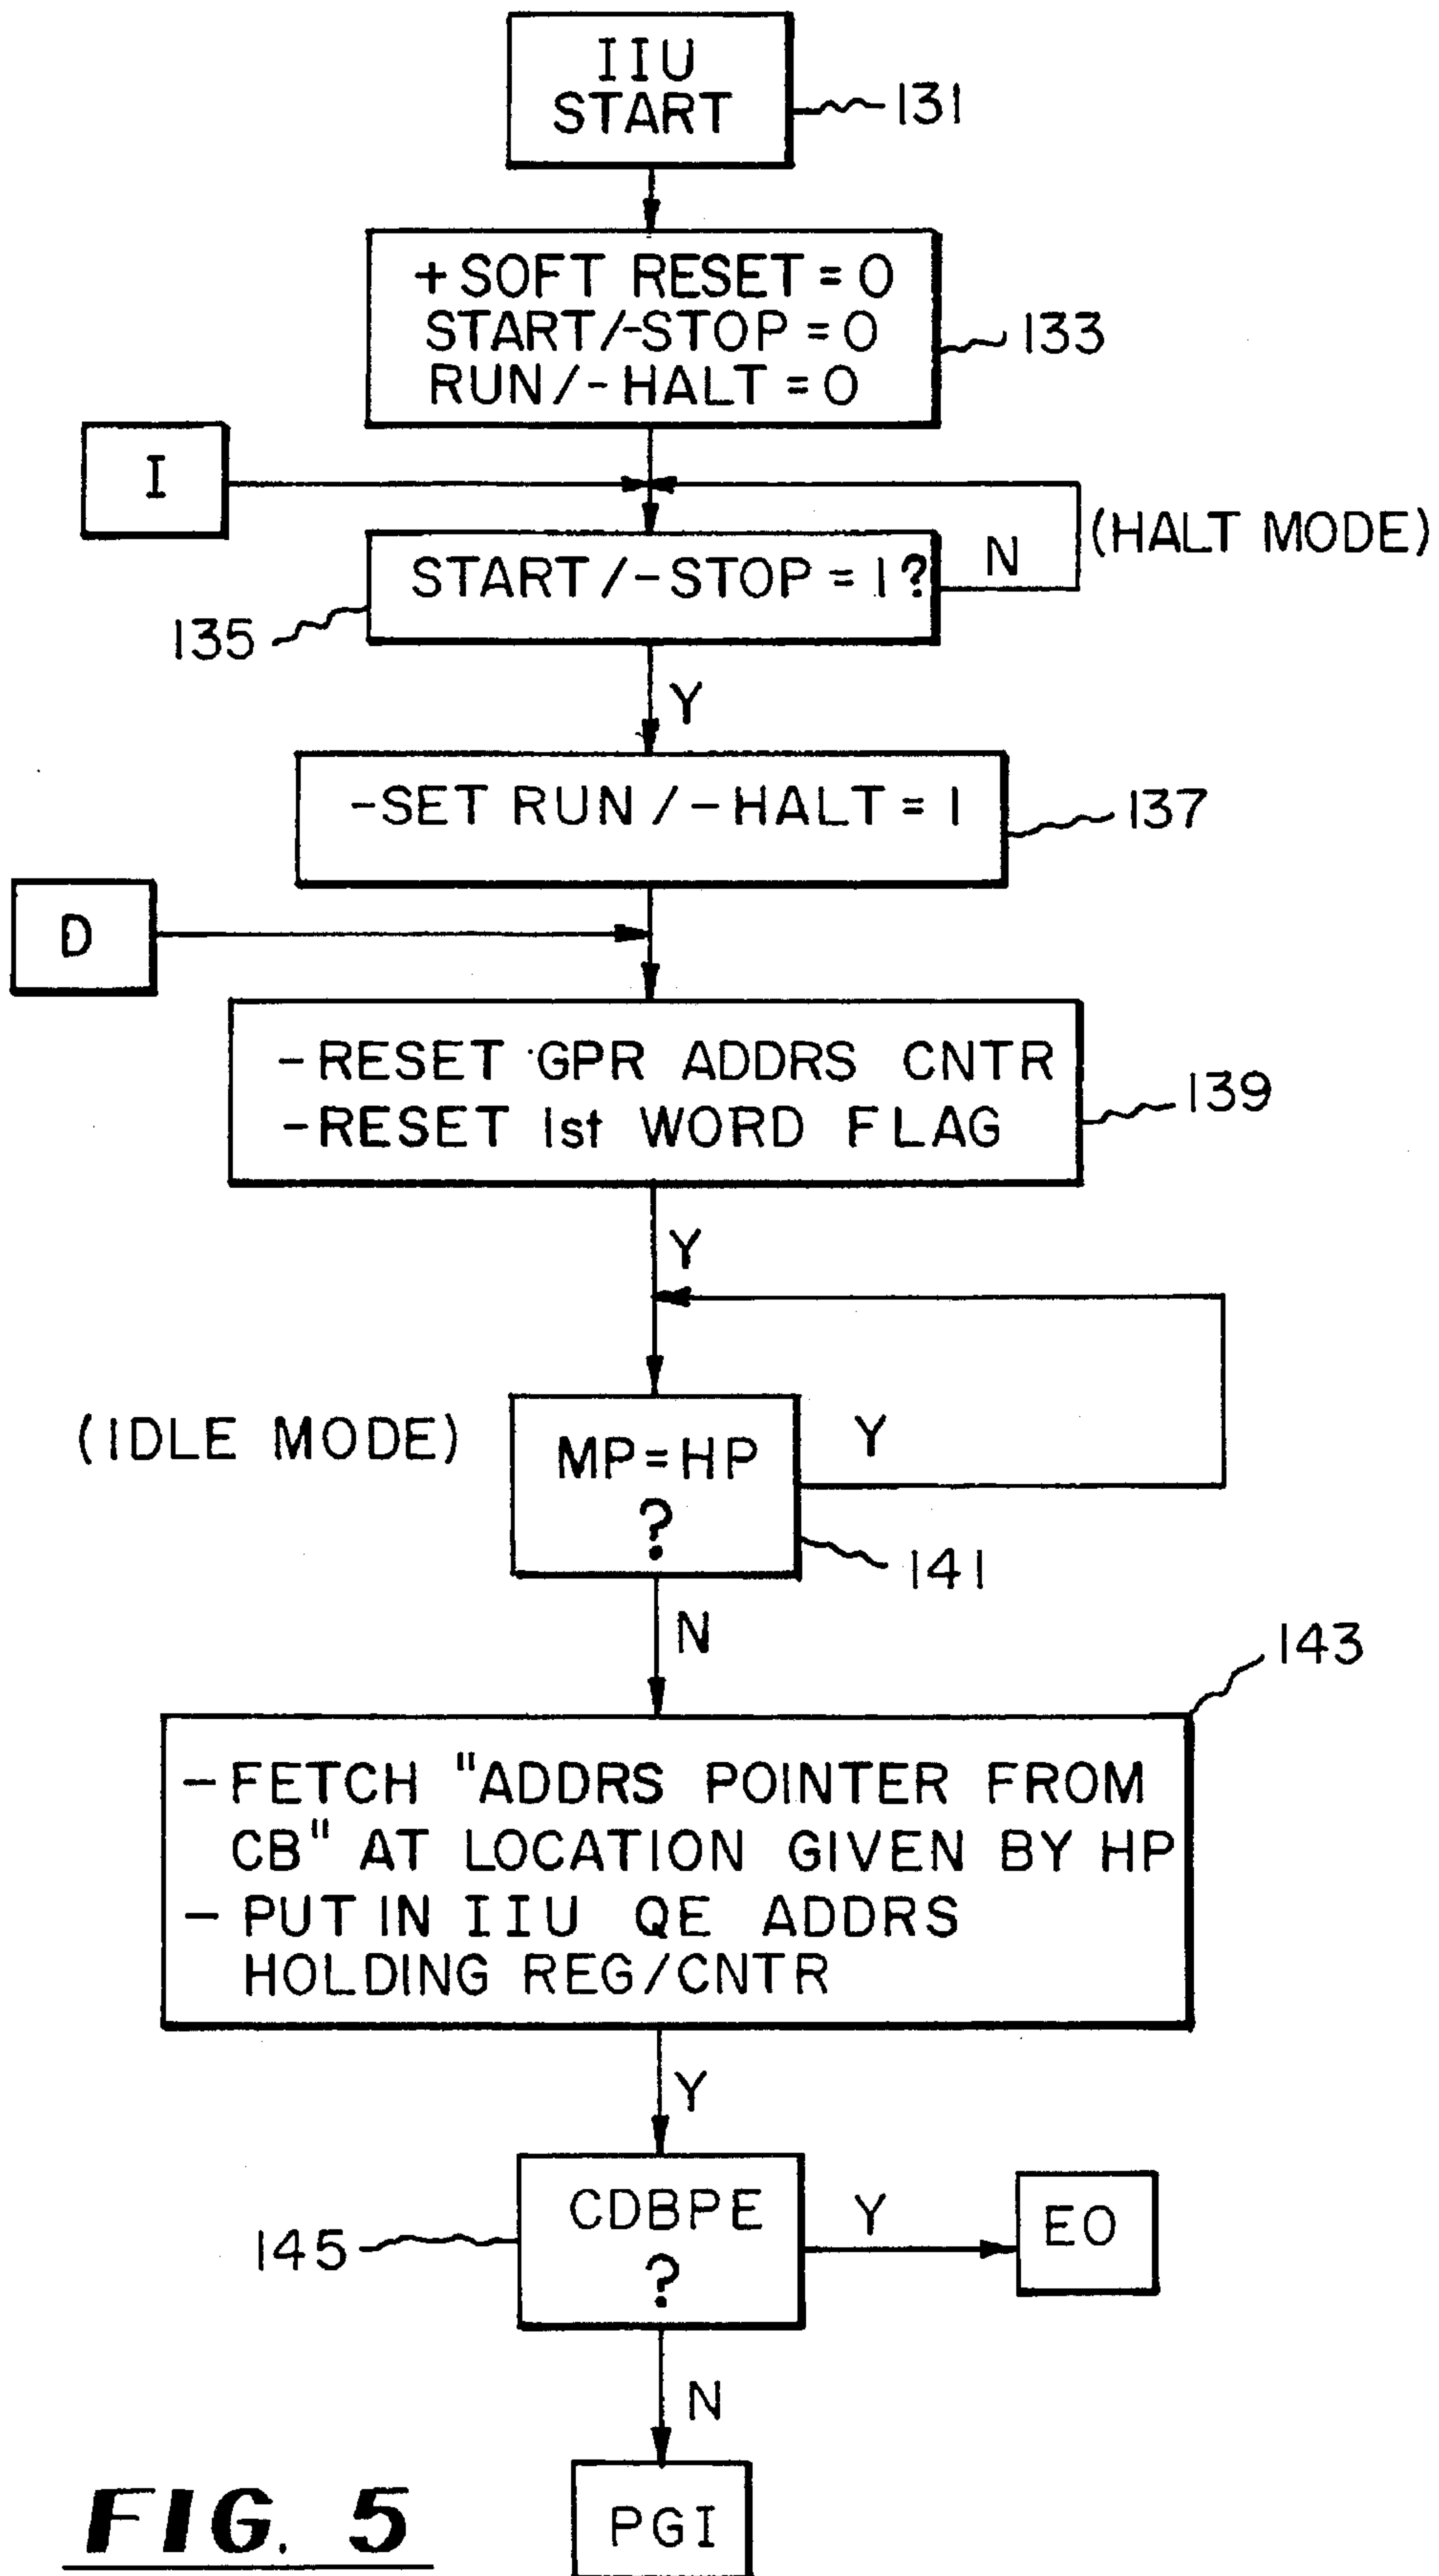 IIU
START
131
+SOFT RESET = 0
START/-STOP = 0
RUN/-HALT = 0
133
I
(HALT MODE)
START/-STOP = 1?
N
135
Y
-SET RUN/-HALT = 1
137
D
-RESET GPR ADDRS CNTR
-RESET 1st WORD FLAG
139
Y
(IDLE MODE)
MP=HP
?
Y
141
N
143
-FETCH "ADDRS POINTER FROM
CB" AT LOCATION GIVEN BY HP
- PUT IN IIU QE ADDRS
HOLDING REG/CNTR
Y
CDBPE
?
Y
EO
145
N
PGI
FIG. 5